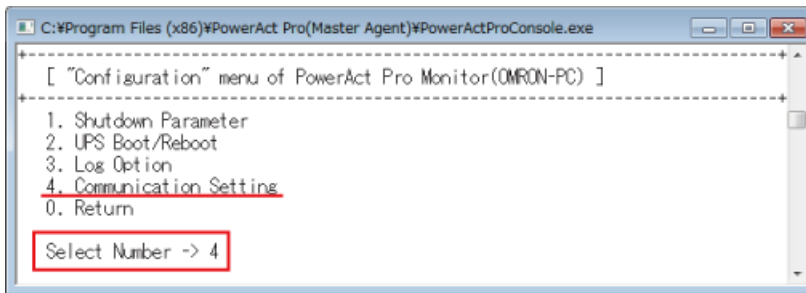 C:¥Program Files (x86)¥PowerAct Pro(Master Agent)¥PowerActProConsole.exe
+------------------------------------------------------------------------------+
[ "Configuration" menu of PowerAct Pro Monitor(OMRON-PC) ]
+------------------------------------------------------------------------------+
1. Shutdown Parameter
2. UPS Boot/Reboot
3. Log Option
4. Communication Setting
0. Return
Select Number -> 4